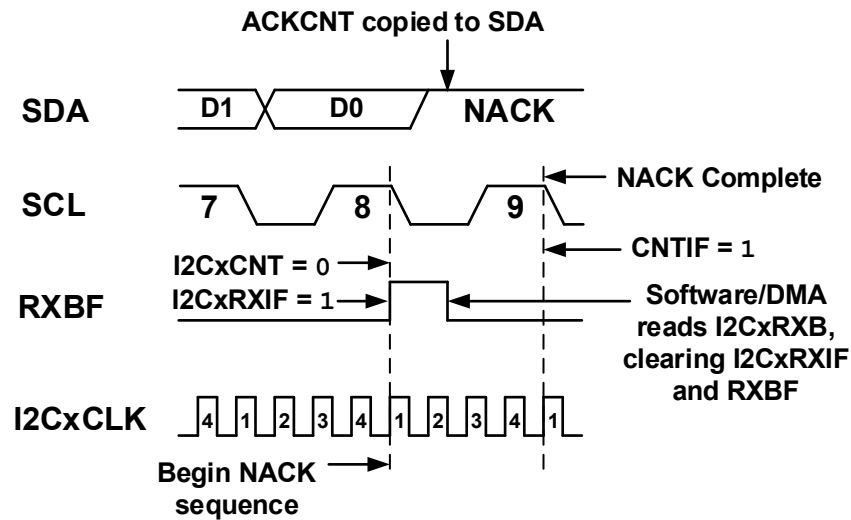 ACKCNT copied to SDA
SDA
D1
D0
NACK
SCL
7
8
9
NACK Complete
I2CxCNT = 0
CNTIF = 1
RXBF
I2CxRXIF = 1
Software/DMA
reads I2CxRXB,
clearing I2CxRXIF
and RXBF
I2CxCLK
4 1 2 3 4 1 2 3 4 1
Begin NACK
sequence